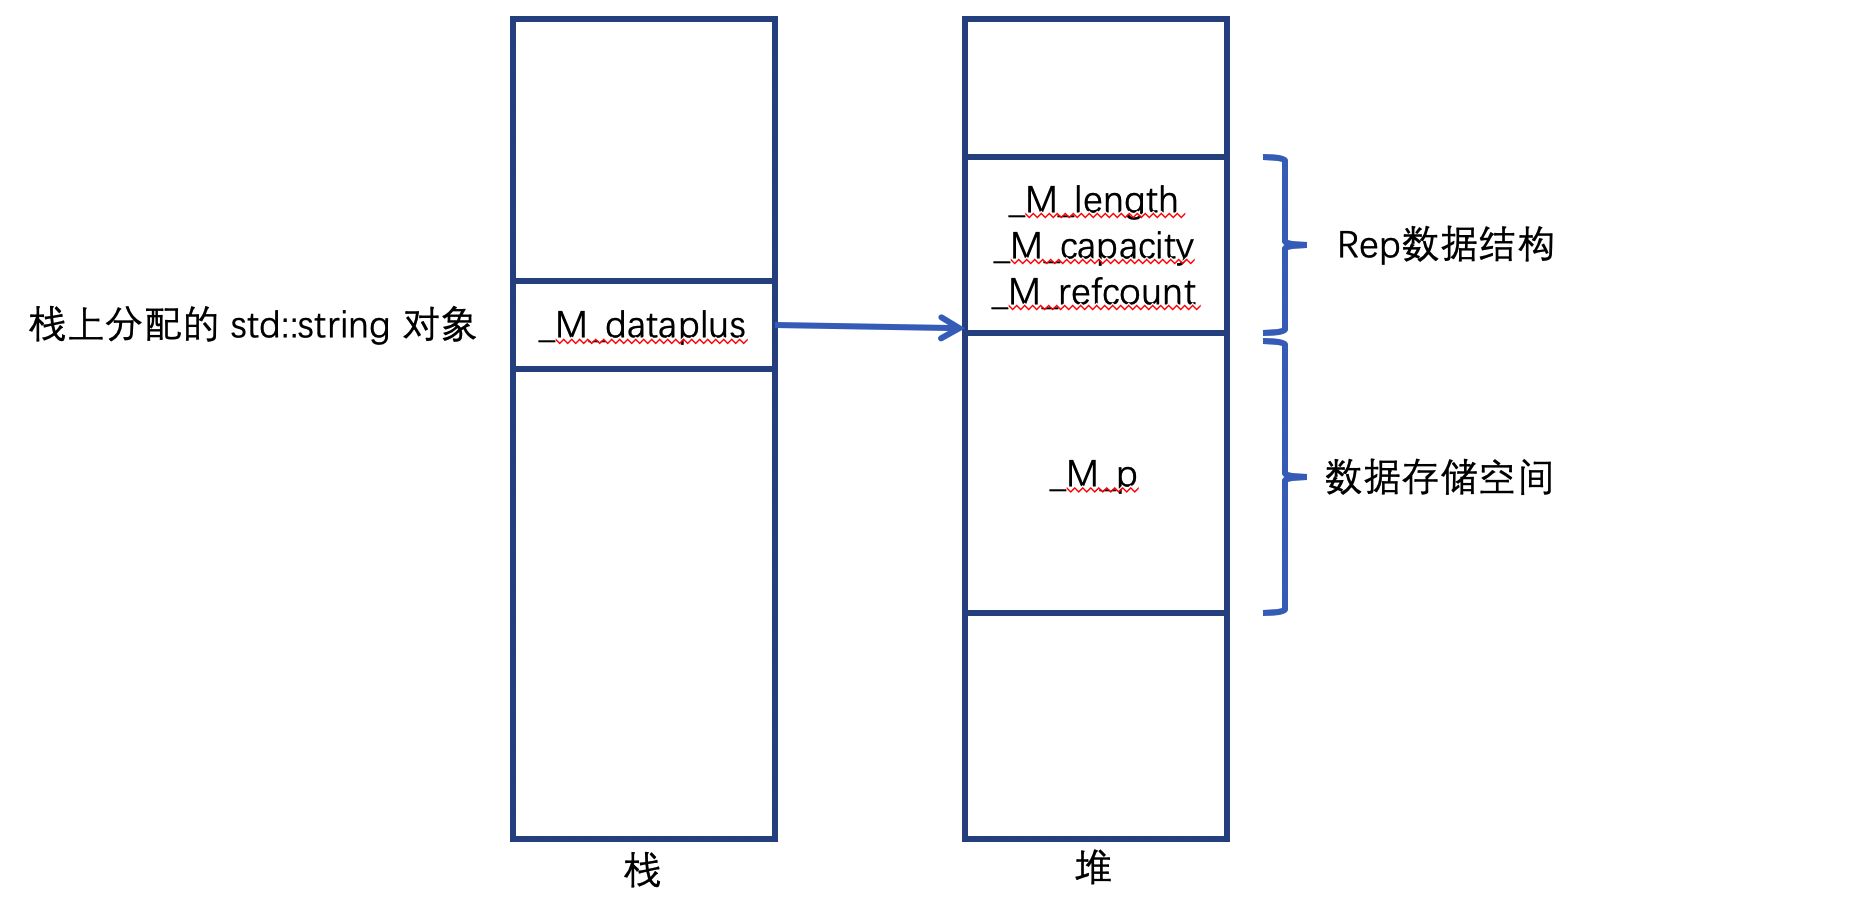 _M_length
_M_capacity
_M_refcount
Rep数据结构
栈上分配的 std::string 对象
_M_dataplus
_M_p
数据存储空间
栈
堆